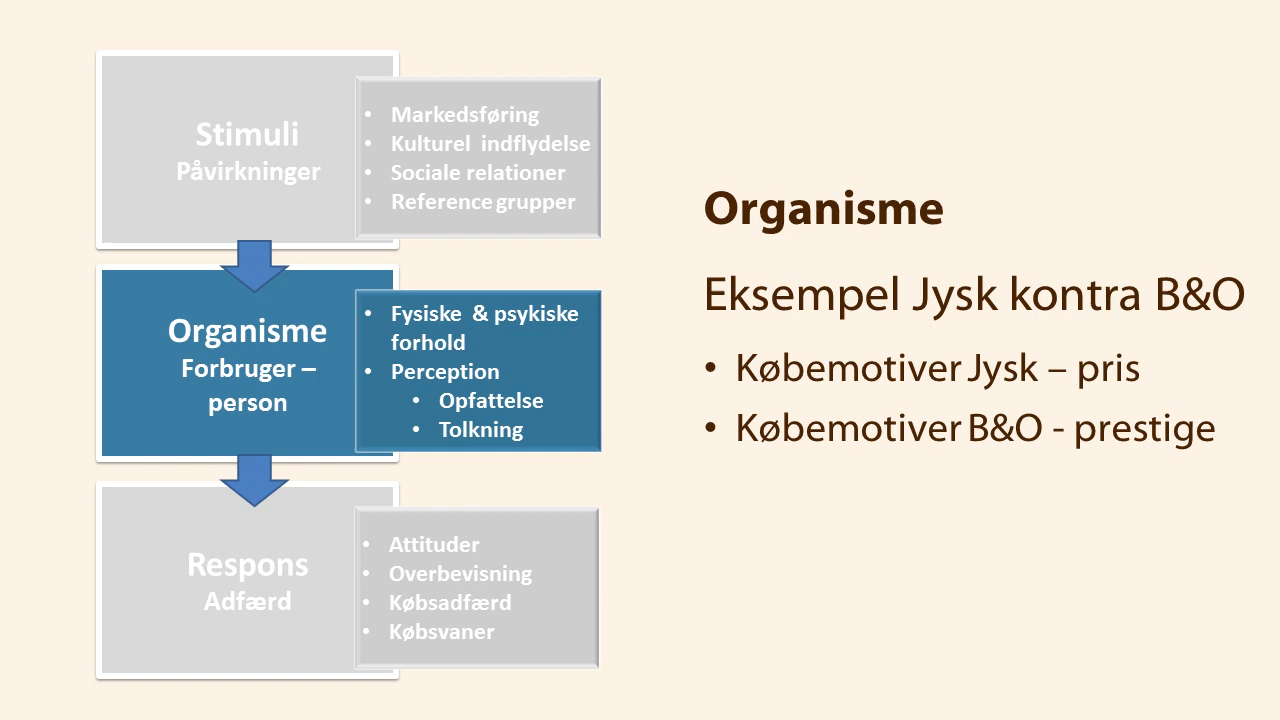 Stimuli
Påvirkninger
• Markedsføring
• Kulturel indflydelse
• Sociale relationer
• Reference grupper
Organisme
Forbruger –
person
• Fysiske & psykiske
forhold
• Perception
• Opfattelse
• Tolkning
Respons
Adfærd
• Attituder
• Overbevisning
• Købsadfærd
• Købsvaner
Organisme
Eksempel Jysk kontra B&O
• Købemotiver Jysk – pris
• Købemotiver B&O - prestige